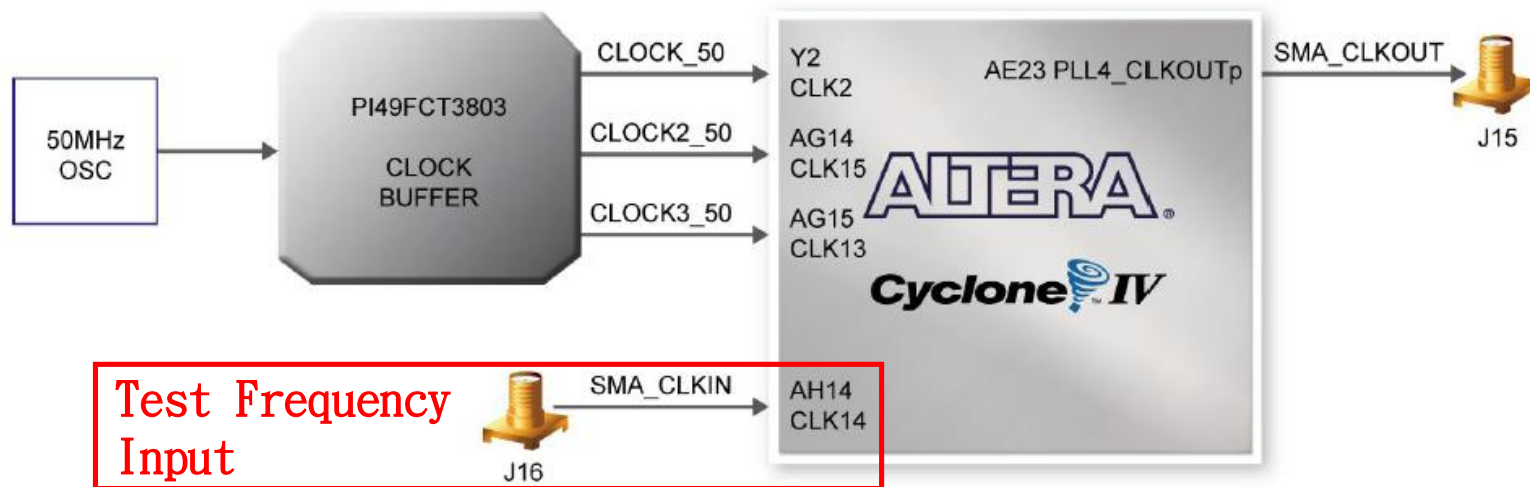 50MHz
OSC
PI49FCT3803
CLOCK
BUFFER
CLOCK_50
CLOCK2_50
CLOCK3_50
Y2
CLK2
AG14
CLK15
AG15
CLK13
AE23 PLL4_CLKOUTp
ALTERA®
Cyclone™ IV
SMA_CLKOUT
J15
Test Frequency
Input
J16
SMA_CLKIN
AH14
CLK14